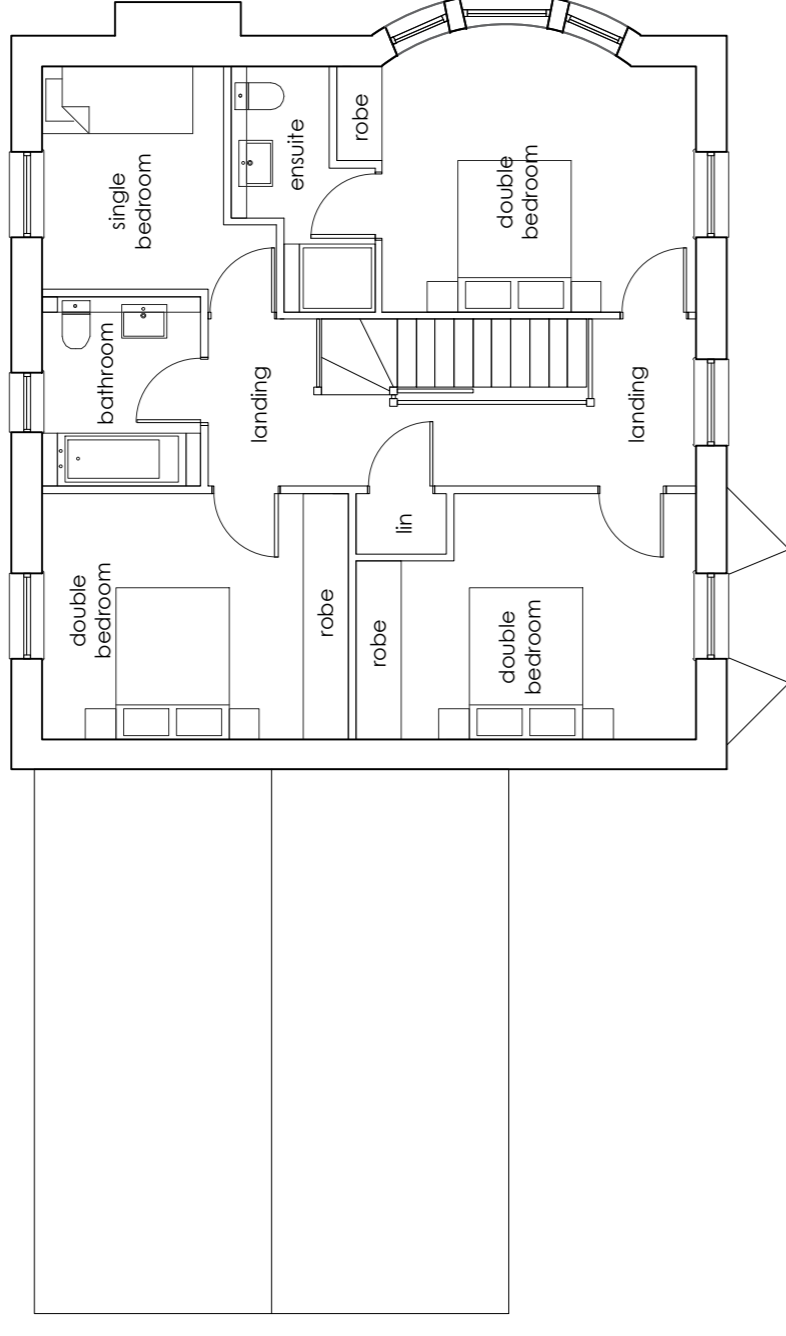 single
bedroom
ensuite
robe
double
bedroom
bathroom
landing
landing
double
bedroom
robe
lin
robe
double
bedroom